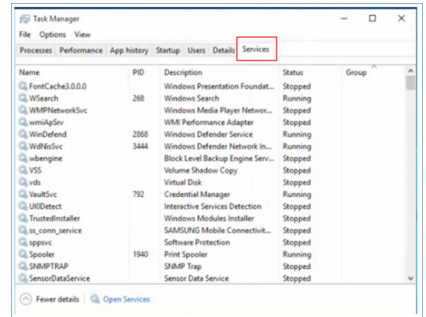 Task Manager
File Options View
Processes Performance App history Startup Users Details Services
Name PID Description Status Group
FontCache3.0.0.0 Windows Presentation Foundat... Stopped
WSearch 268 Windows Search Running
WMPNetworkSvc Windows Media Player Networ... Stopped
wmiApSrv WMI Performance Adapter Stopped
WinDefend 2868 Windows Defender Service Running
WdNisSvc 3444 Windows Defender Network In... Running
wbengine Block Level Backup Engine Serv... Stopped
VSS Volume Shadow Copy Stopped
vds Virtual Disk Stopped
VaultSvc 792 Credential Manager Running
UI0Detect Interactive Services Detection Stopped
TrustedInstaller Windows Modules Installer Stopped
ss_conn_service SAMSUNG Mobile Connectivit... Stopped
sppsvc Software Protection Stopped
Spooler 1940 Print Spooler Running
SNMPTRAP SNMP Trap Stopped
SensorDataService Sensor Data Service Stopped
Fewer details Open Services